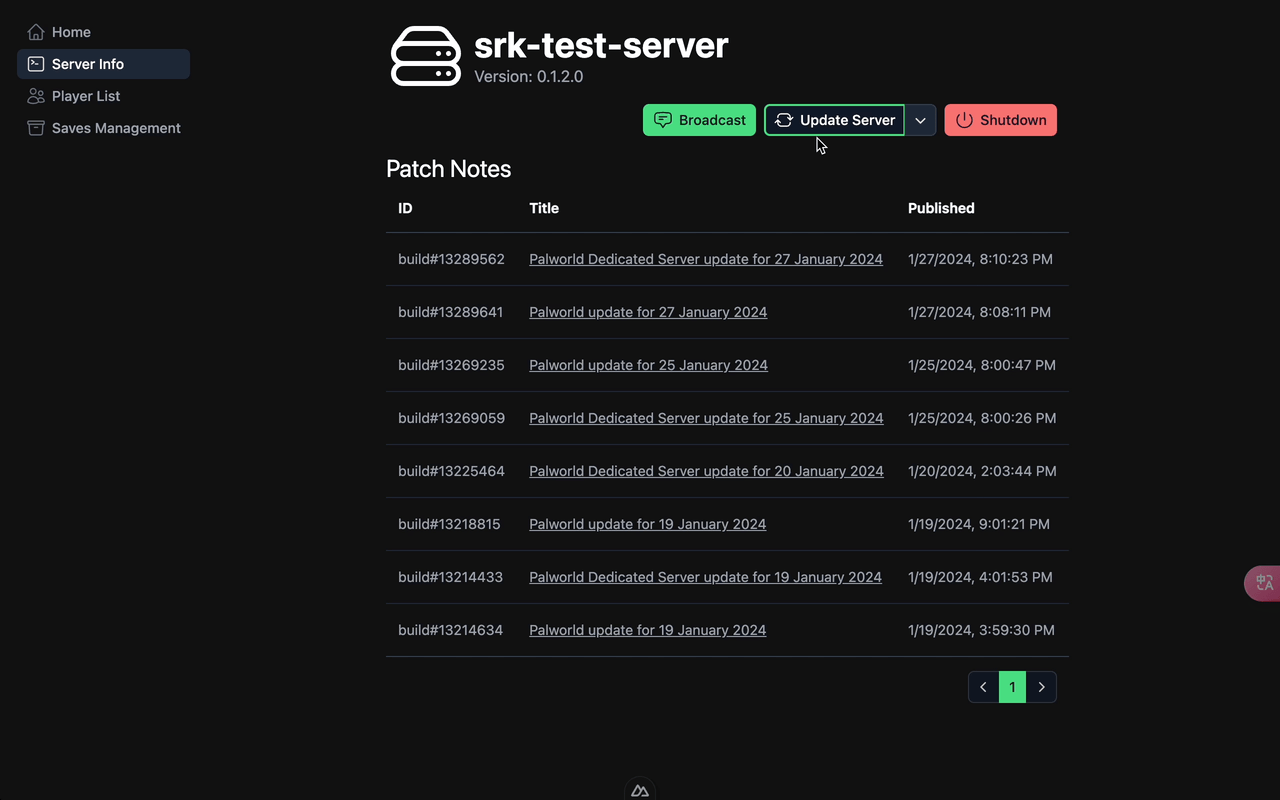 Home
Server Info
Player List
Saves Management
srk-test-server
Version: 0.1.2.0
Broadcast
Update Server
Shutdown
Patch Notes
ID Title Published
build#13289562 Palworld Dedicated Server update for 27 January 2024 1/27/2024, 8:10:23 PM
build#13289641 Palworld update for 27 January 2024 1/27/2024, 8:08:11 PM
build#13269235 Palworld update for 25 January 2024 1/25/2024, 8:00:47 PM
build#13269059 Palworld Dedicated Server update for 25 January 2024 1/25/2024, 8:00:26 PM
build#13225464 Palworld Dedicated Server update for 20 January 2024 1/20/2024, 2:03:44 PM
build#13218815 Palworld update for 19 January 2024 1/19/2024, 9:01:21 PM
build#13214433 Palworld Dedicated Server update for 19 January 2024 1/19/2024, 4:01:53 PM
build#13214634 Palworld update for 19 January 2024 1/19/2024, 3:59:30 PM
1
中A